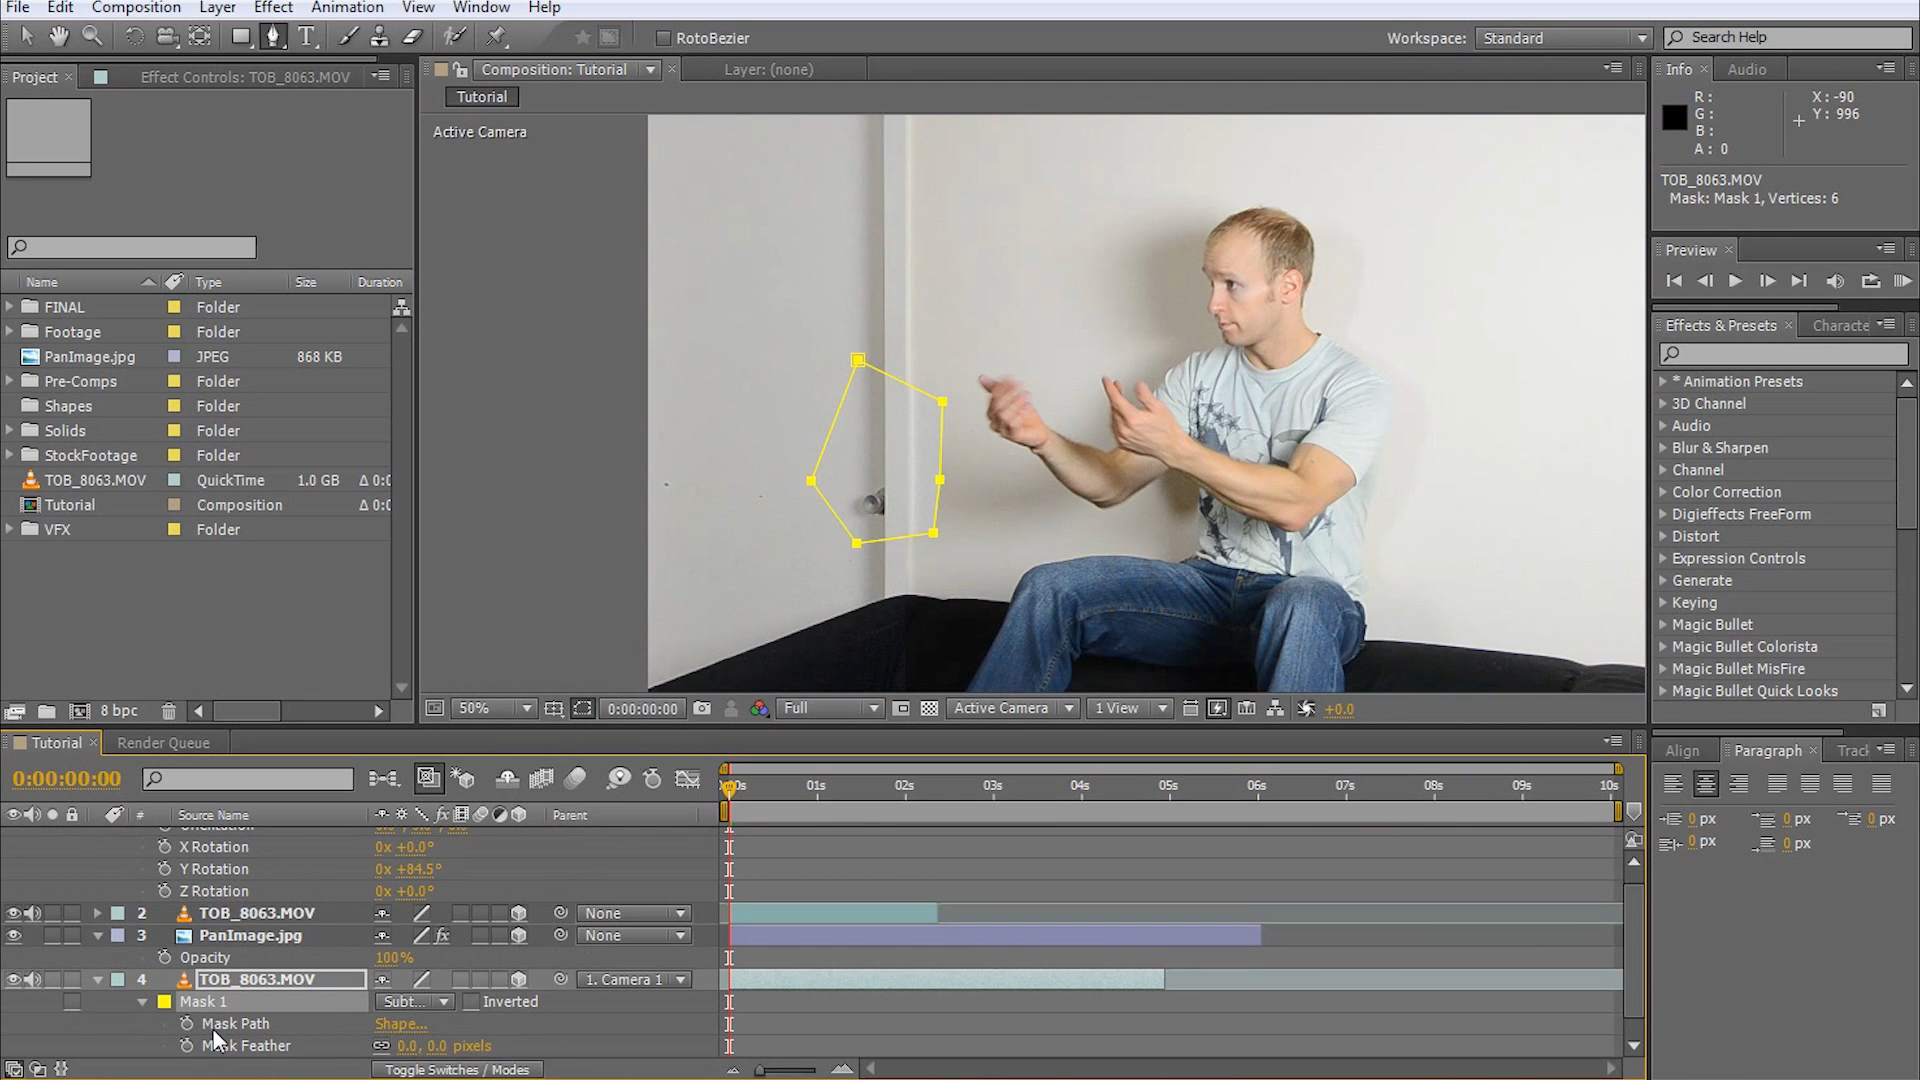 File Edit Composition Layer Effect Animation View Window Help
RotoBezier
Workspace: Standard
Search Help
Project × Effect Controls: TOB_8063.MOV
Composition: Tutorial × Layer: (none)
Info × Audio
Tutorial
Active Camera
R:
G:
B:
A: 0
X: -90
Y: 996
TOB_8063.MOV
Mask: Mask 1, Vertices: 6
Preview ×
Effects & Presets × Characte
* Animation Presets
3D Channel
Audio
Blur & Sharpen
Channel
Color Correction
Digieffects FreeForm
Distort
Expression Controls
Generate
Keying
Magic Bullet
Magic Bullet Colorista
Magic Bullet MisFire
Magic Bullet Quick Looks
Name Type Size Duration
FINAL Folder
Footage Folder
PanImage.jpg JPEG 868 KB
Pre-Comps Folder
Shapes Folder
Solids Folder
StockFootage Folder
TOB_8063.MOV QuickTime 1.0 GB Δ 0:0
Tutorial Composition Δ 0:0
VFX Folder
8 bpc
50% 0:00:00:00 Full Active Camera 1 View +0.0
Tutorial × Render Queue
Align Paragraph × Track
0:00:00:00
01s 02s 03s 04s 05s 06s 07s 08s 09s 10s
# Source Name fx Parent
0 px 0 px 0 px
0 px 0 px
X Rotation 0x +0.0°
Y Rotation 0x +84.5°
Z Rotation 0x +0.0°
2 TOB_8063.MOV None
3 PanImage.jpg fx None
Opacity 100%
4 TOB_8063.MOV 1. Camera 1
Mask 1 Subt... Inverted
Mask Path Shape...
Mask Feather 0.0, 0.0 pixels
Toggle Switches / Modes